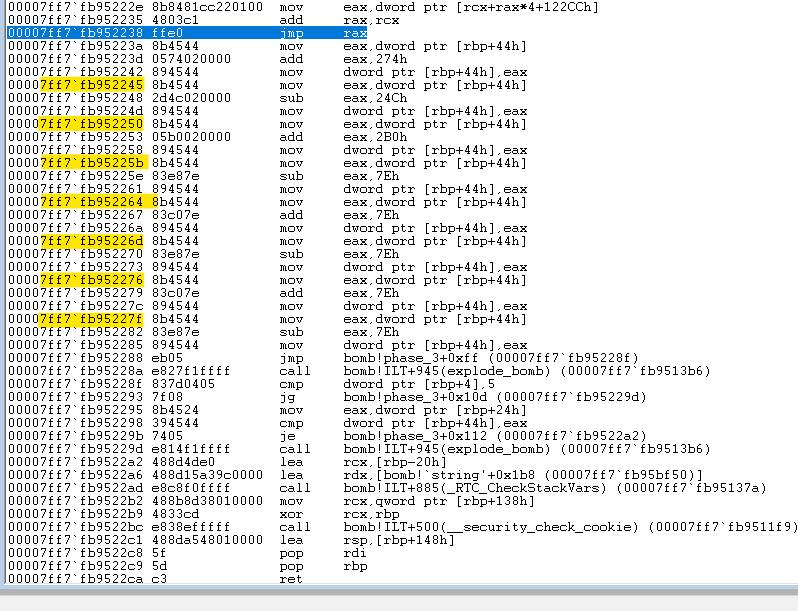 00007ff7`fb95222e 8b8481cc220100 mov eax,dword ptr [rcx+rax*4+122CCh]
00007ff7`fb952235 4803c1 add rax,rcx
00007ff7`fb952238 ffe0 jmp rax
00007ff7`fb95223a 8b4544 mov eax,dword ptr [rbp+44h]
00007ff7`fb95223d 0574020000 add eax,274h
00007ff7`fb952242 894544 mov dword ptr [rbp+44h],eax
00007ff7`fb952245 8b4544 mov eax,dword ptr [rbp+44h]
00007ff7`fb952248 2d4c020000 sub eax,24Ch
00007ff7`fb95224d 894544 mov dword ptr [rbp+44h],eax
00007ff7`fb952250 8b4544 mov eax,dword ptr [rbp+44h]
00007ff7`fb952253 05b0020000 add eax,2B0h
00007ff7`fb952258 894544 mov dword ptr [rbp+44h],eax
00007ff7`fb95225b 8b4544 mov eax,dword ptr [rbp+44h]
00007ff7`fb95225e 83e87e sub eax,7Eh
00007ff7`fb952261 894544 mov dword ptr [rbp+44h],eax
00007ff7`fb952264 8b4544 mov eax,dword ptr [rbp+44h]
00007ff7`fb952267 83c07e add eax,7Eh
00007ff7`fb95226a 894544 mov dword ptr [rbp+44h],eax
00007ff7`fb95226d 8b4544 mov eax,dword ptr [rbp+44h]
00007ff7`fb952270 83e87e sub eax,7Eh
00007ff7`fb952273 894544 mov dword ptr [rbp+44h],eax
00007ff7`fb952276 8b4544 mov eax,dword ptr [rbp+44h]
00007ff7`fb952279 83c07e add eax,7Eh
00007ff7`fb95227c 894544 mov dword ptr [rbp+44h],eax
00007ff7`fb95227f 8b4544 mov eax,dword ptr [rbp+44h]
00007ff7`fb952282 83e87e sub eax,7Eh
00007ff7`fb952285 894544 mov dword ptr [rbp+44h],eax
00007ff7`fb952288 eb05 jmp bomb!phase_3+0xff (00007ff7`fb95228f)
00007ff7`fb95228a e827f1ffff call bomb!ILT+945(explode_bomb) (00007ff7`fb9513b6)
00007ff7`fb95228f 837d0405 cmp dword ptr [rbp+4],5
00007ff7`fb952293 7f08 jg bomb!phase_3+0x10d (00007ff7`fb95229d)
00007ff7`fb952295 8b4524 mov eax,dword ptr [rbp+24h]
00007ff7`fb952298 394544 cmp dword ptr [rbp+44h],eax
00007ff7`fb95229b 7405 je bomb!phase_3+0x112 (00007ff7`fb9522a2)
00007ff7`fb95229d e814f1ffff call bomb!ILT+945(explode_bomb) (00007ff7`fb9513b6)
00007ff7`fb9522a2 488d4de0 lea rcx,[rbp-20h]
00007ff7`fb9522a6 488d15a39c0000 lea rdx,[bomb!`string'+0x1b8 (00007ff7`fb95bf50)]
00007ff7`fb9522ad e8c8f0ffff call bomb!ILT+885(_RTC_CheckStackVars) (00007ff7`fb95137a)
00007ff7`fb9522b2 488b8d38010000 mov rcx,qword ptr [rbp+138h]
00007ff7`fb9522b9 4833cd xor rcx,rbp
00007ff7`fb9522bc e838efffff call bomb!ILT+500(__security_check_cookie) (00007ff7`fb9511f9)
00007ff7`fb9522c1 488da548010000 lea rsp,[rbp+148h]
00007ff7`fb9522c8 5f pop rdi
00007ff7`fb9522c9 5d pop rbp
00007ff7`fb9522ca c3 ret